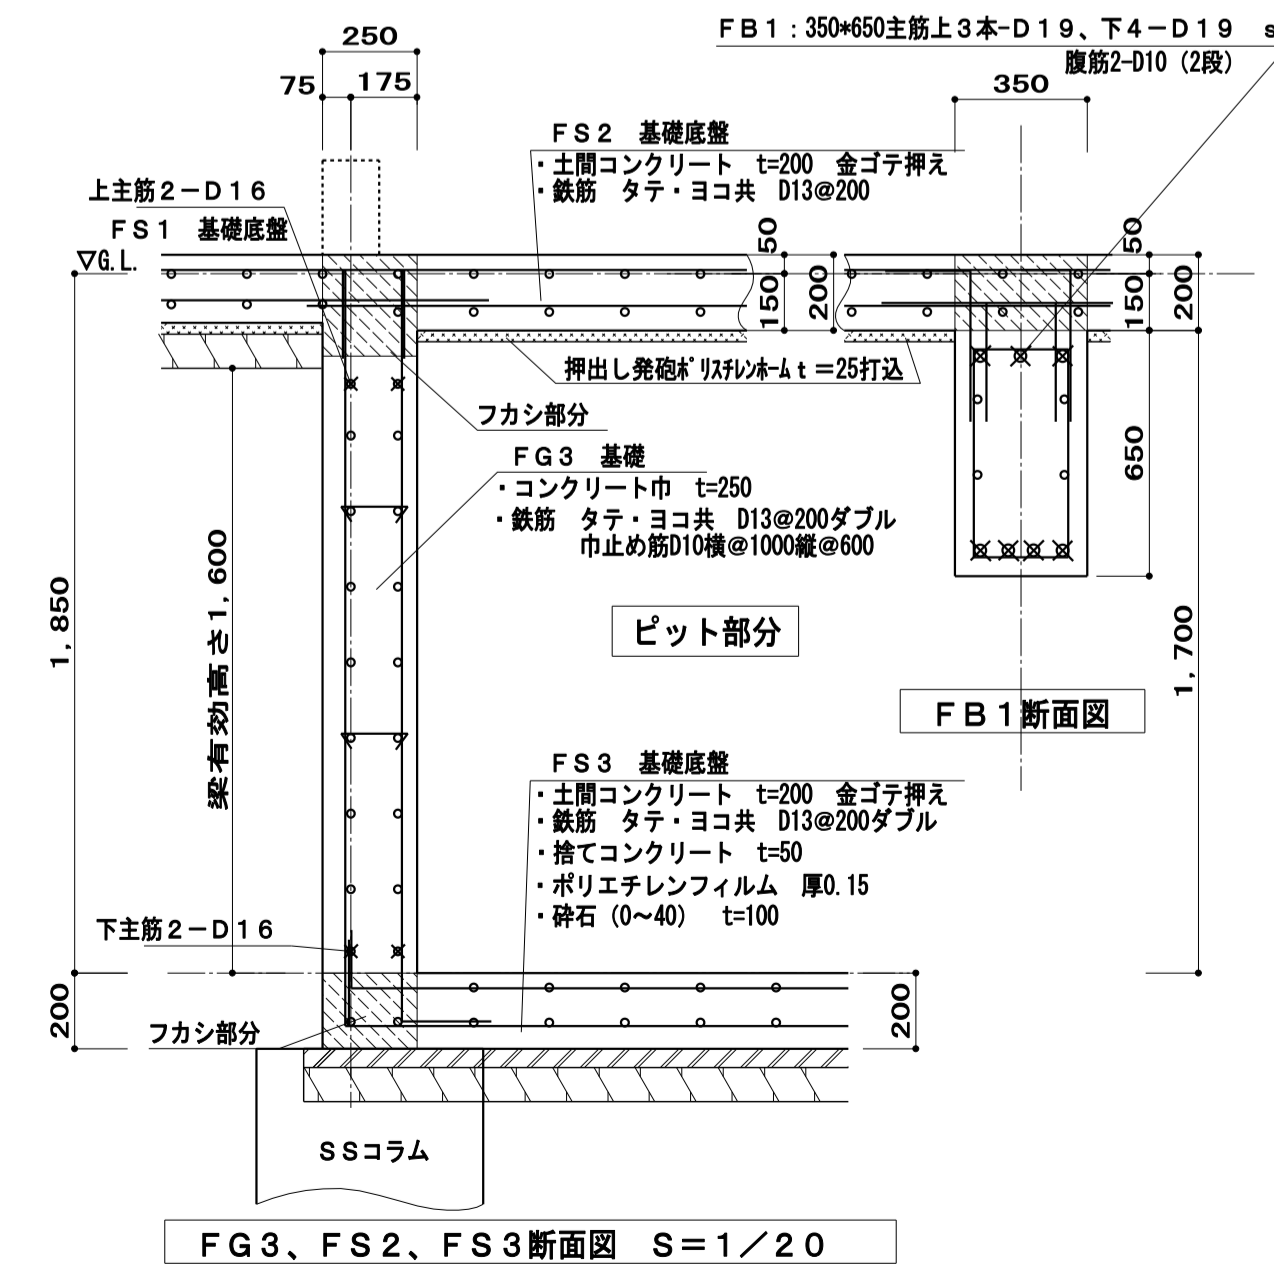 FB1:350*650主筋上3本-D19、下4-D19 s
腹筋2-D10 (2段)
250
75
175
350
FS2 基礎底盤
・土間コンクリート t=200 金ゴテ押え
・鉄筋 タテ・ヨコ共 D13@200
上主筋2-D16
FS1 基礎底盤
▽G.L.
50
150
200
50
150
200
押出し発砲ポリスチレンホームt=25打込
フカシ部分
FG3 基礎
・コンクリート巾 t=250
・鉄筋 タテ・ヨコ共 D13@200ダブル
巾止め筋D10横@1000縦@600
650
1,850
梁有効高さ1,600
ピット部分
1,700
FB1断面図
FS3 基礎底盤
・土間コンクリート t=200 金ゴテ押え
・鉄筋 タテ・ヨコ共 D13@200ダブル
・捨てコンクリート t=50
・ポリエチレンフィルム 厚0.15
・砕石(0~40) t=100
下主筋2-D16
200
フカシ部分
200
SSコラム
FG3、FS2、FS3断面図 S=1/20